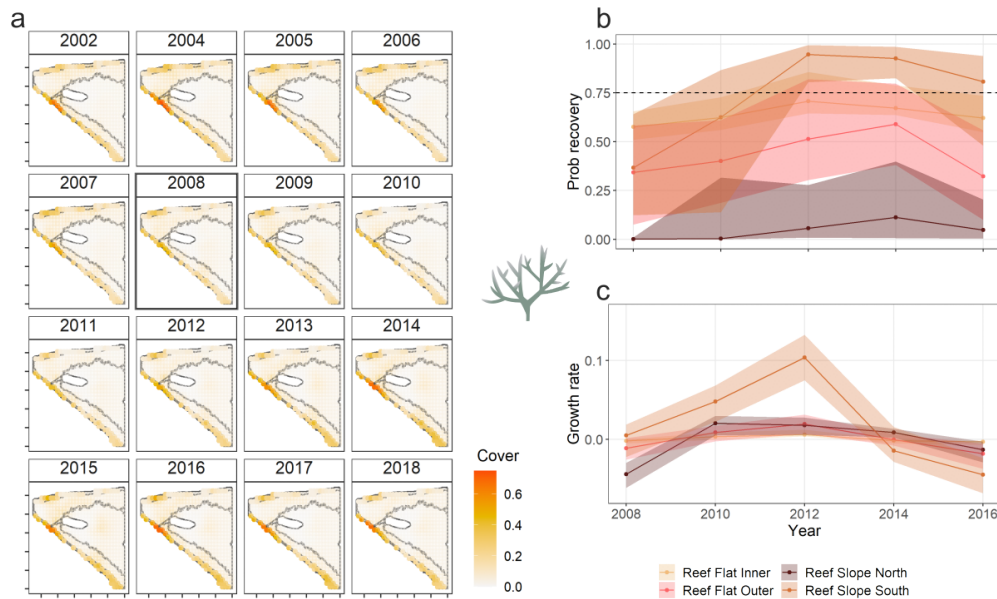 a
2002 2004 2005 2006
2007 2008 2009 2010
2011 2012 2013 2014
2015 2016 2017 2018
Cover
0.6
0.4
0.2
0.0
b
Prob recovery
1.00
0.75
0.50
0.25
0.00
c
Growth rate
0.1
0.0
2008 2010 2012 2014 2016
Year
Reef Flat Inner Reef Slope North
Reef Flat Outer Reef Slope South